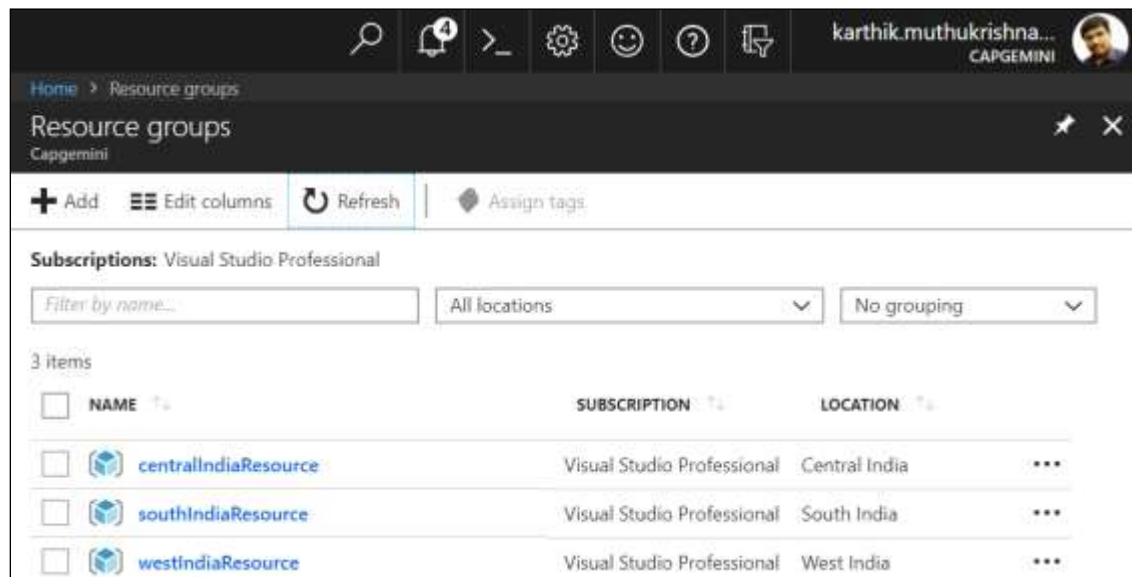 4
karthik.muthukrishna...
CAPGEMINI
Home > Resource groups
Resource groups
Capgemini
Add Edit columns Refresh Assign tags
Subscriptions: Visual Studio Professional
Filter by name... All locations No grouping
3 items
NAME SUBSCRIPTION LOCATION
centralIndiaResource Visual Studio Professional Central India
southIndiaResource Visual Studio Professional South India
westIndiaResource Visual Studio Professional West India